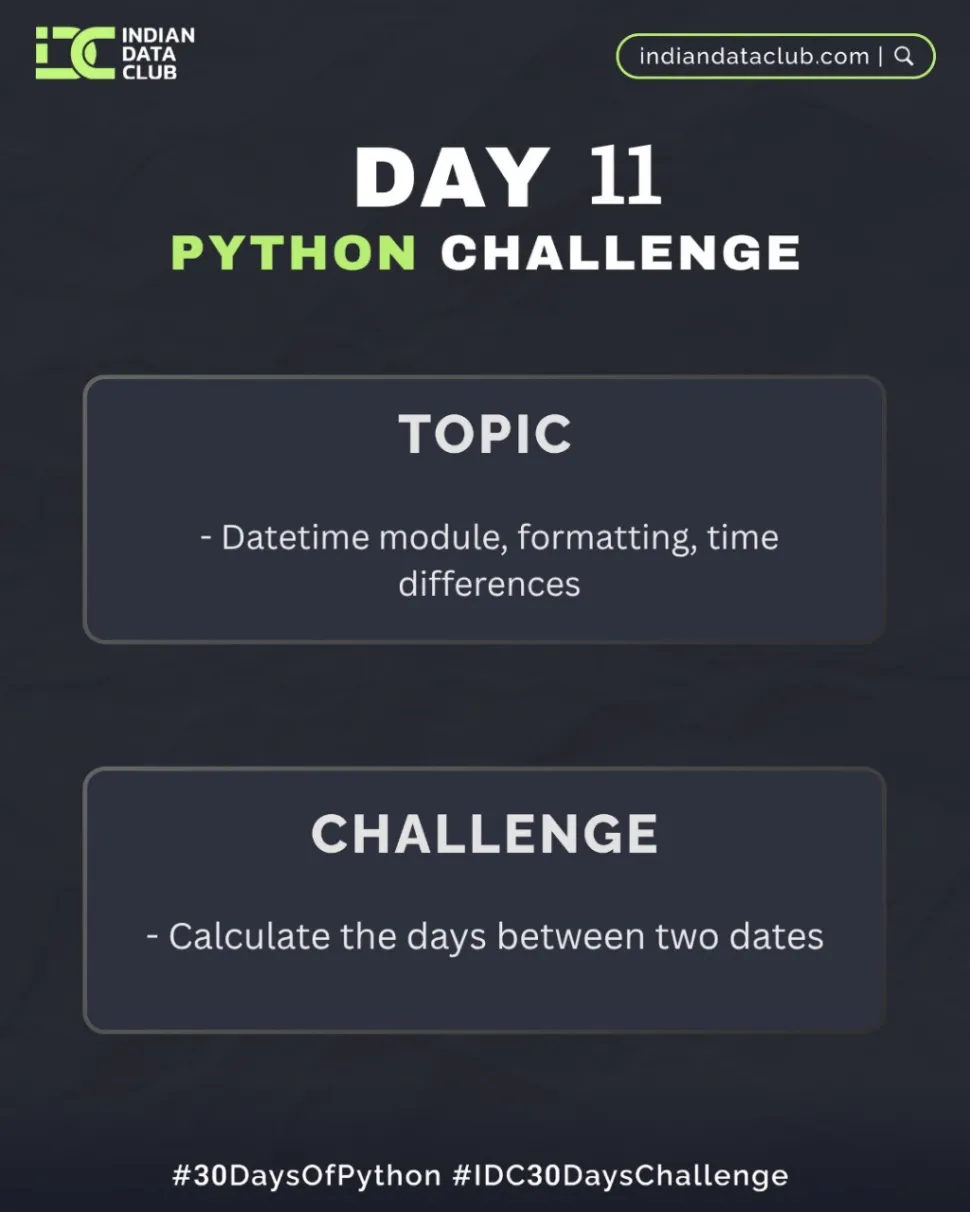 INDIAN
DATA
CLUB
indiandataclub.com |
DAY 11
PYTHON CHALLENGE
TOPIC
- Datetime module, formatting, time
differences
CHALLENGE
- Calculate the days between two dates
#30DaysOfPython #IDC30DaysChallenge